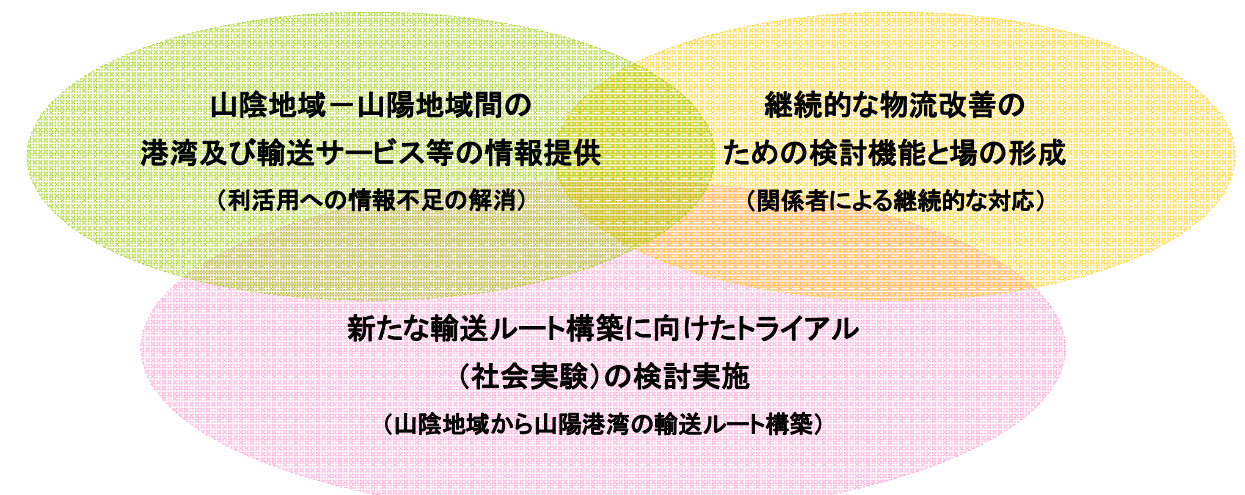 山陰地域－山陽地域間の
港湾及び輸送サービス等の情報提供
（利活用への情報不足の解消）
継続的な物流改善の
ための検討機能と場の形成
（関係者による継続的な対応）
新たな輸送ルート構築に向けたトライアル
（社会実験）の検討実施
（山陰地域から山陽港湾の輸送ルート構築）